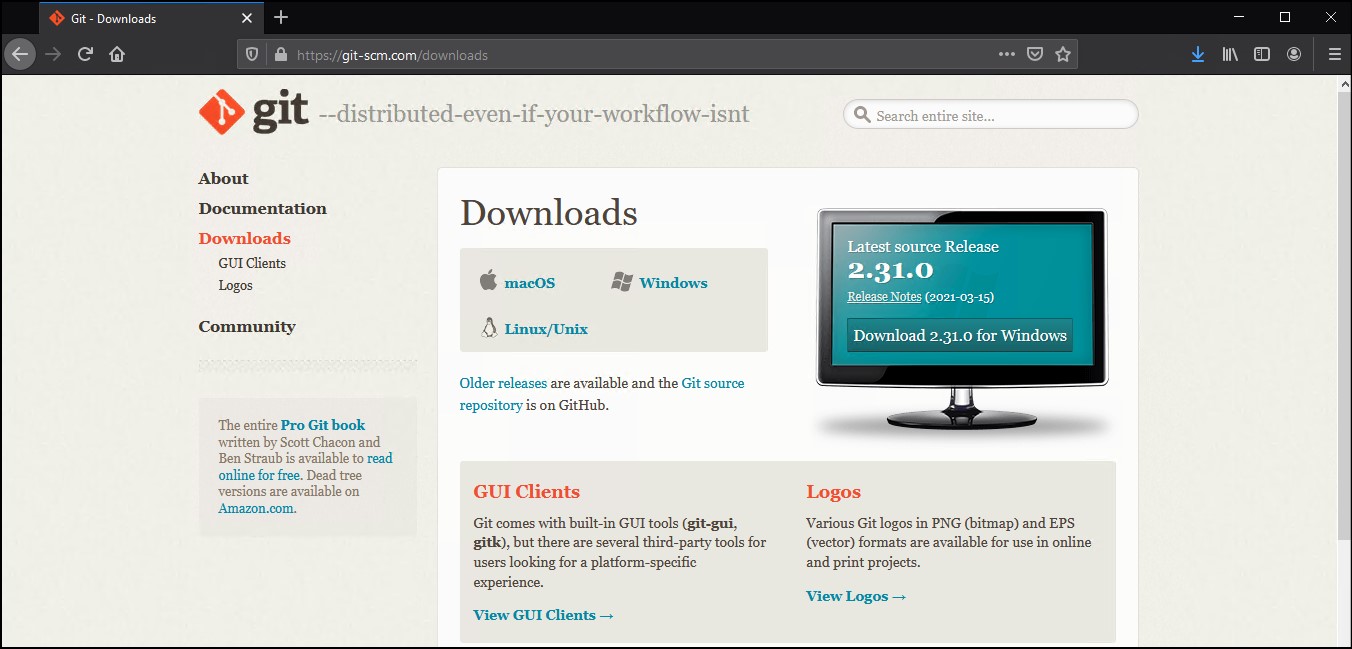 Git - Downloads
https://git-scm.com/downloads
git --distributed-even-if-your-workflow-isnt
Search entire site...
About
Documentation
Downloads
GUI Clients
Logos
Community
The entire Pro Git book
written by Scott Chacon and
Ben Straub is available to read
online for free. Dead tree
versions are available on
Amazon.com.
Downloads
macOS
Windows
Linux/Unix
Older releases are available and the Git source
repository is on GitHub.
Latest source Release
2.31.0
Release Notes (2021-03-15)
Download 2.31.0 for Windows
GUI Clients
Git comes with built-in GUI tools (git-gui,
gitk), but there are several third-party tools for
users looking for a platform-specific
experience.
View GUI Clients →
Logos
Various Git logos in PNG (bitmap) and EPS
(vector) formats are available for use in online
and print projects.
View Logos →